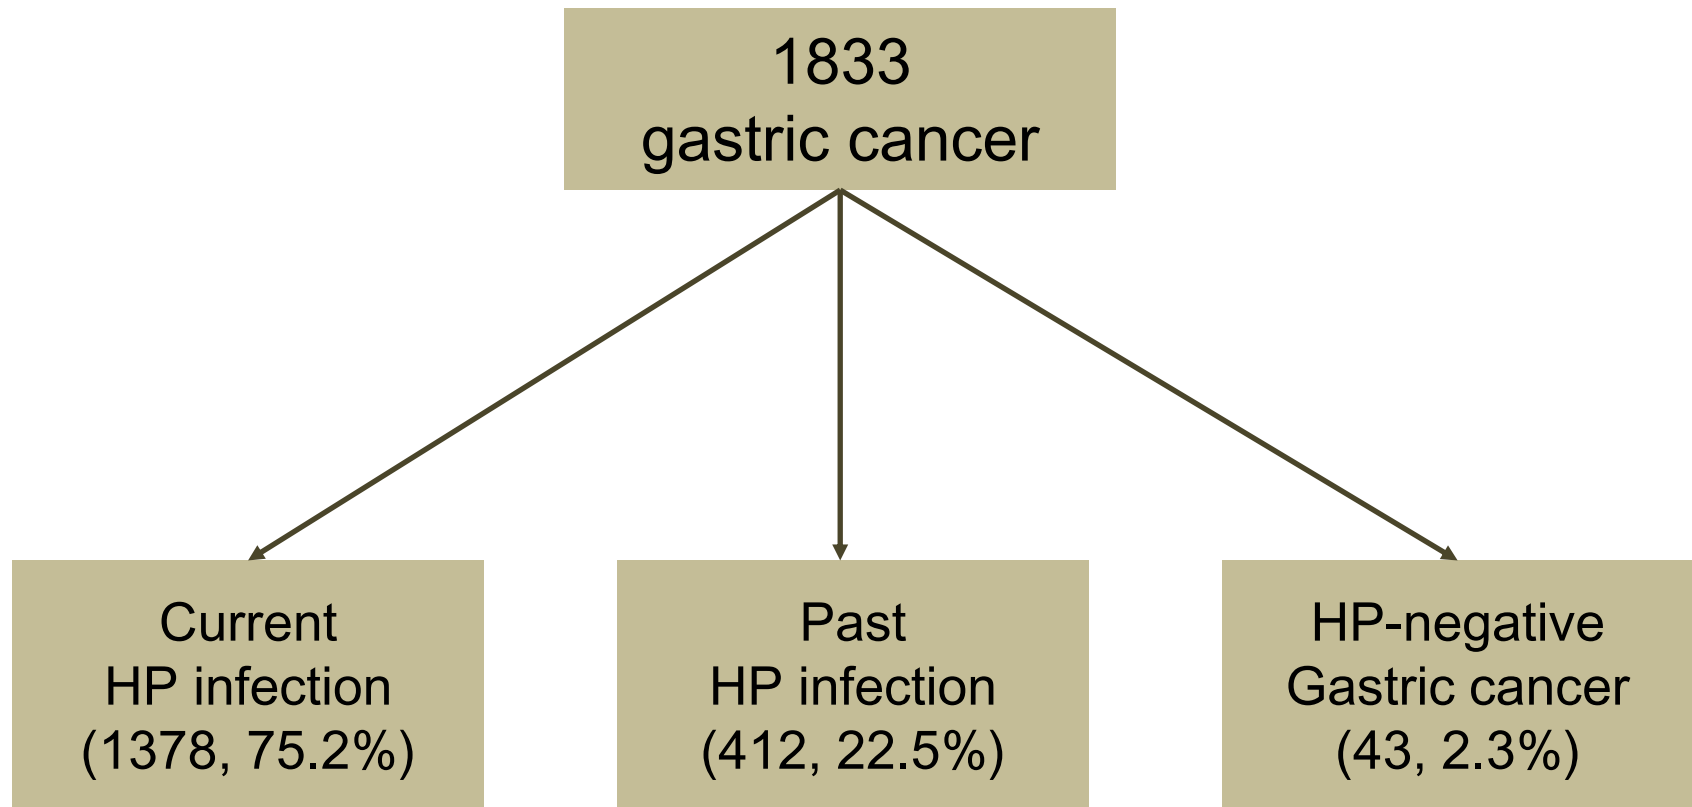 1833
gastric cancer
Current
HP infection
(1378, 75.2%)
Past
HP infection
(412, 22.5%)
HP-negative
Gastric cancer
(43, 2.3%)